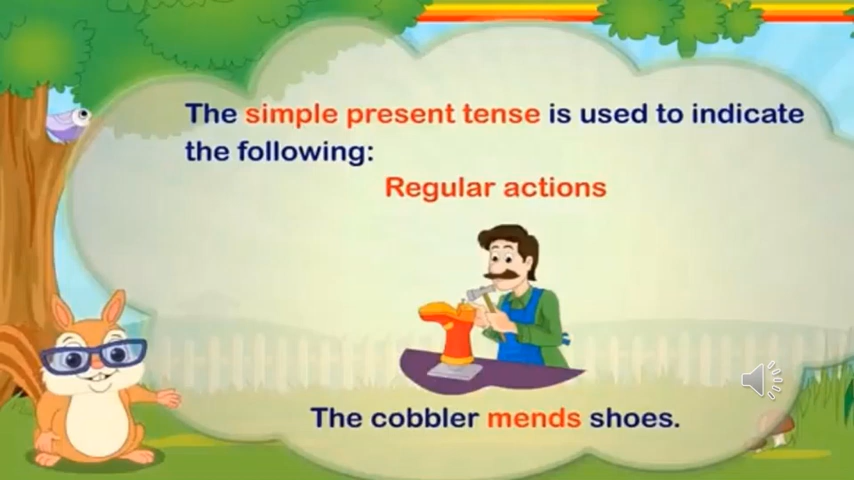 The simple present tense is used to indicate
the following:
Regular actions
The cobbler mends shoes.